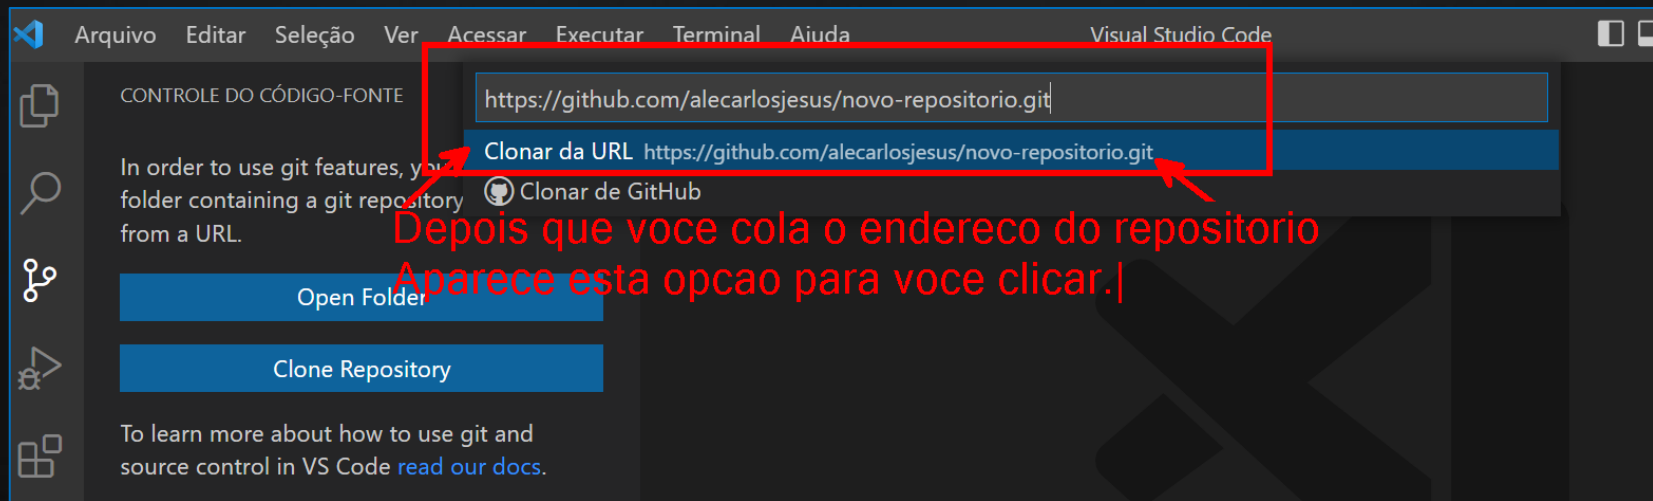 Arquivo Editar Seleção Ver Acessar Executar Terminal Ajuda Visual Studio Code
CONTROLE DO CÓDIGO-FONTE
https://github.com/alecarlosjesus/novo-repositorio.git
Clonar da URL https://github.com/alecarlosjesus/novo-repositorio.git
Clonar de GitHub
In order to use git features, you
folder containing a git repository
from a URL.
Depois que voce cola o endereco do repositorio
Aparece esta opcao para voce clicar.
Open Folder
Clone Repository
To learn more about how to use git and
source control in VS Code read our docs.